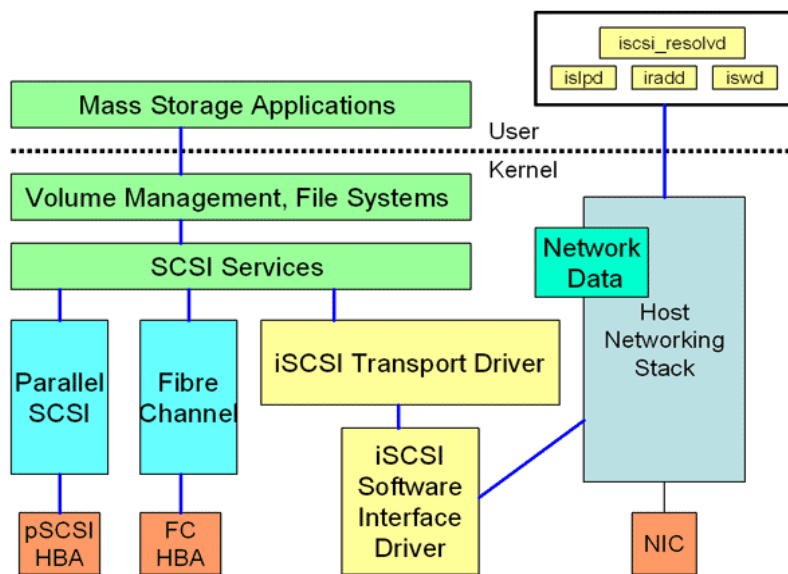 iscsi_resolvd
islpd
iradd
iswd
Mass Storage Applications
User
Kernel
Volume Management, File Systems
SCSI Services
Network
Data
Host
Networking
Stack
Parallel
SCSI
Fibre
Channel
iSCSI Transport Driver
iSCSI
Software
Interface
Driver
pSCSI
HBA
FC
HBA
NIC